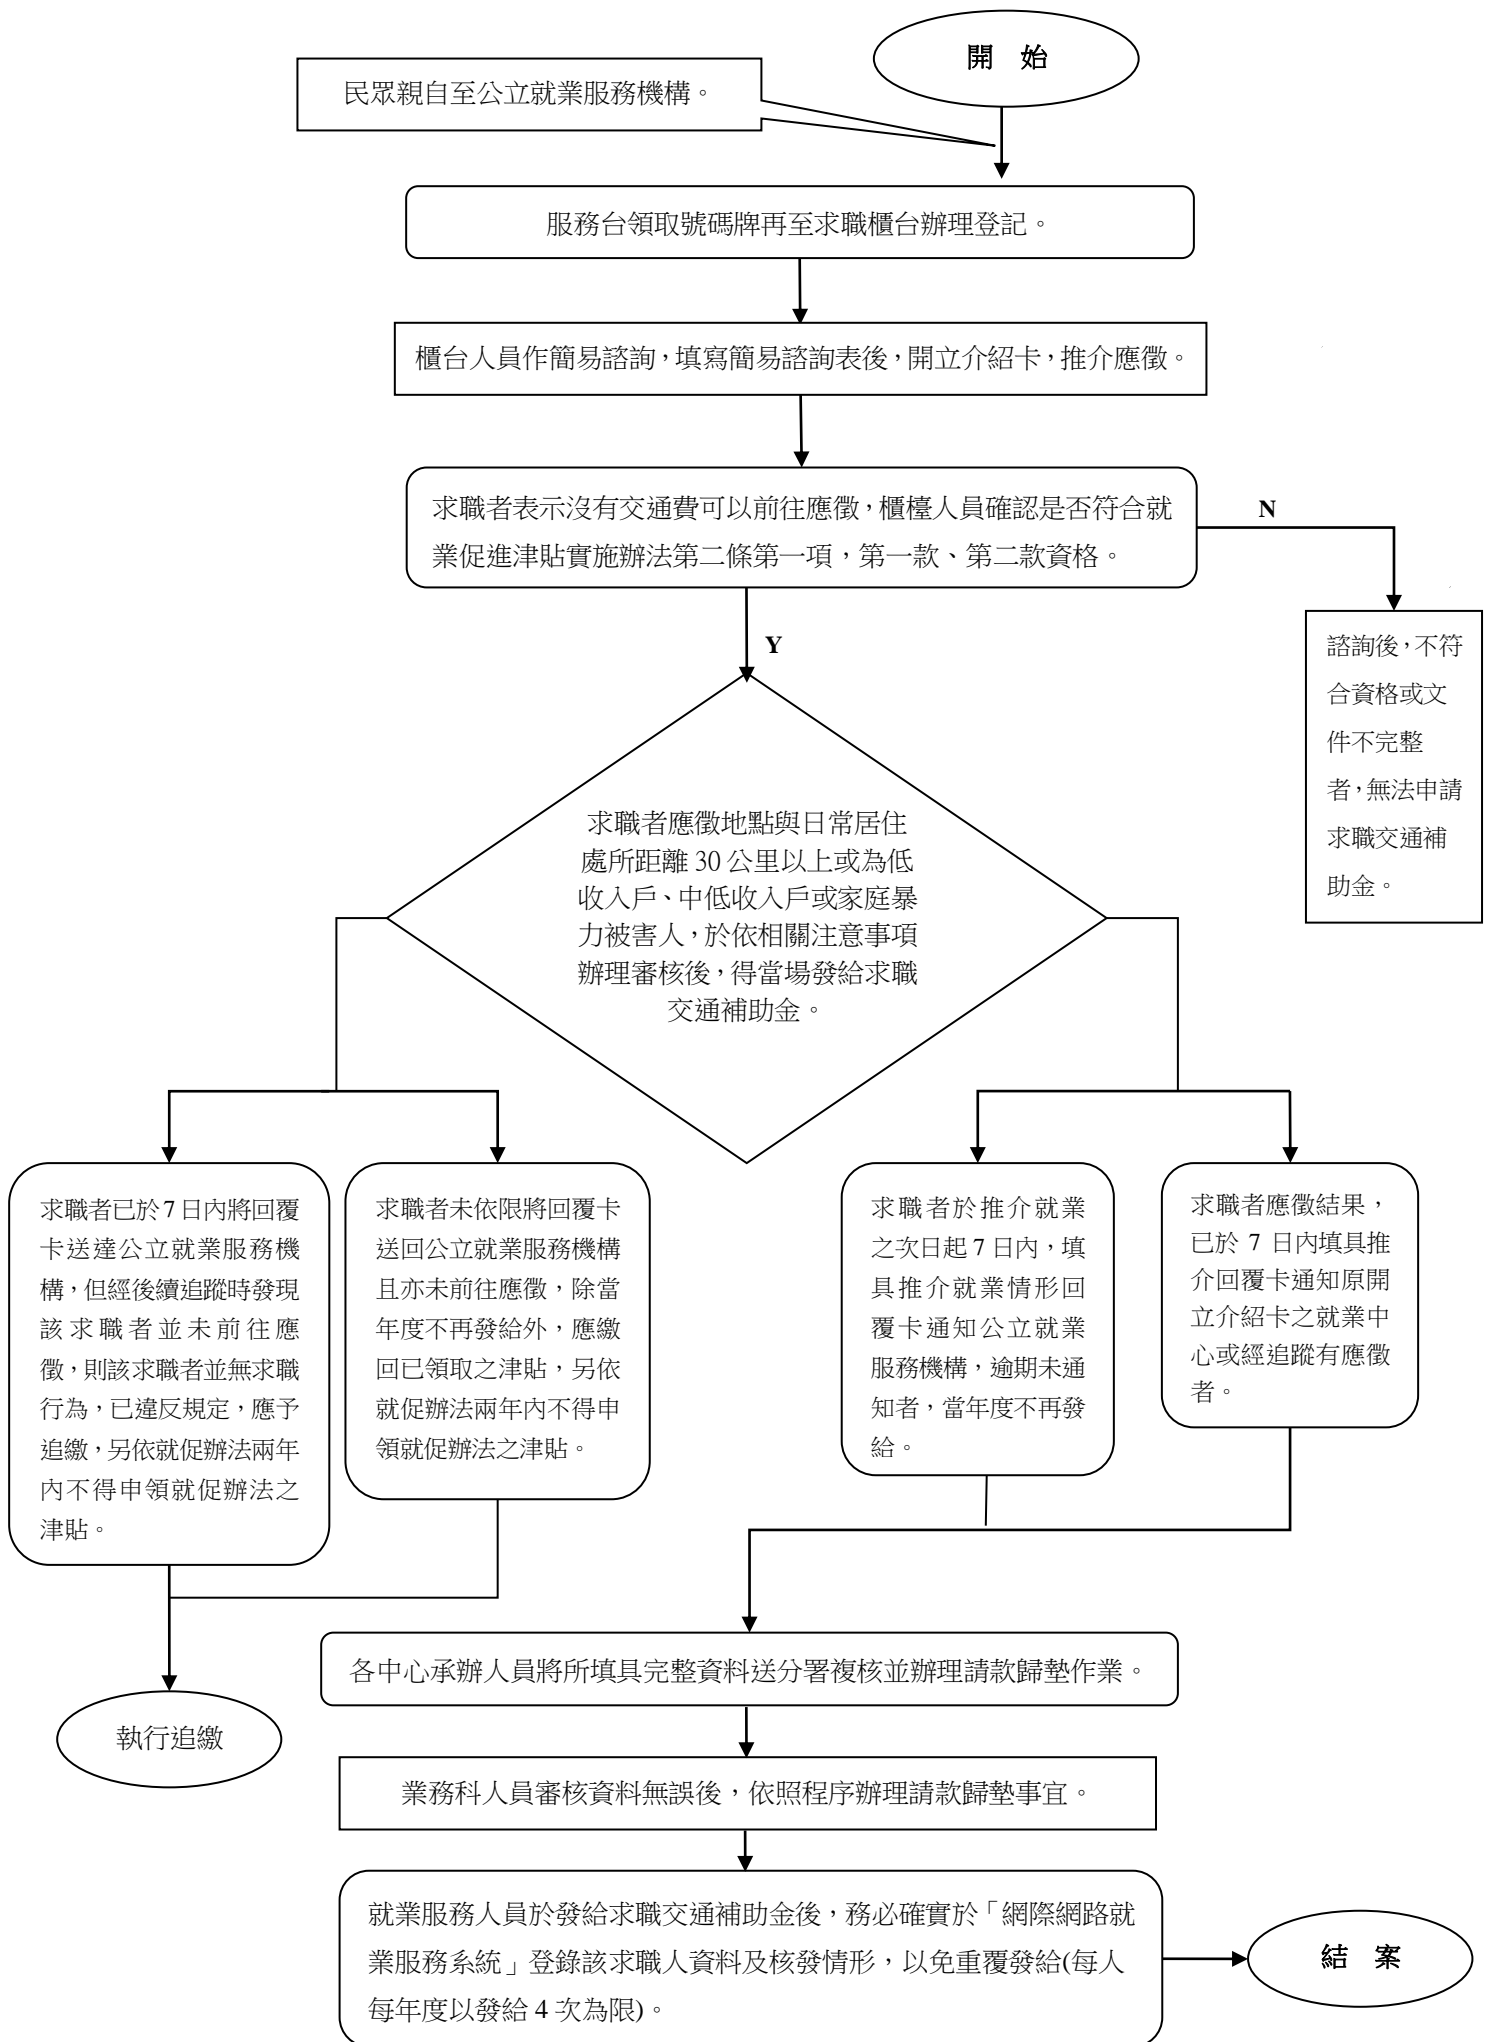 開 始
民眾親自至公立就業服務機構。
服務台領取號碼牌再至求職櫃台辦理登記。
櫃台人員作簡易諮詢，填寫簡易諮詢表後，開立介紹卡，推介應徵。
求職者表示沒有交通費可以前往應徵，櫃檯人員確認是否符合就
業促進津貼實施辦法第二條第一項，第一款、第二款資格。
N
Y
諮詢後，不符
合資格或文
件不完整
者，無法申請
求職交通補
助金。
求職者應徵地點與日常居住
處所距離 30 公里以上或為低
收入戶、中低收入戶或家庭暴
力被害人，於依相關注意事項
辦理審核後，得當場發給求職
交通補助金。
求職者已於 7 日內將回覆
卡送達公立就業服務機
構，但經後續追蹤時發現
該求職者並未前往應
徵，則該求職者並無求職
行為，已違反規定，應予
追繳，另依就促辦法兩年
內不得申領就促辦法之
津貼。
求職者未依限將回覆卡
送回公立就業服務機構
且亦未前往應徵，除當
年度不再發給外，應繳
回已領取之津貼，另依
就促辦法兩年內不得申
領就促辦法之津貼。
求職者於推介就業
之次日起 7 日內，填
具推介就業情形回
覆卡通知公立就業
服務機構，逾期未通
知者，當年度不再發
給。
求職者應徵結果，
已於 7 日內填具推
介回覆卡通知原開
立介紹卡之就業中
心或經追蹤有應徵
者。
各中心承辦人員將所填具完整資料送分署複核並辦理請款歸墊作業。
執行追繳
業務科人員審核資料無誤後，依照程序辦理請款歸墊事宜。
就業服務人員於發給求職交通補助金後，務必確實於「網際網路就
業服務系統」登錄該求職人資料及核發情形，以免重覆發給(每人
每年度以發給 4 次為限)。
結 案